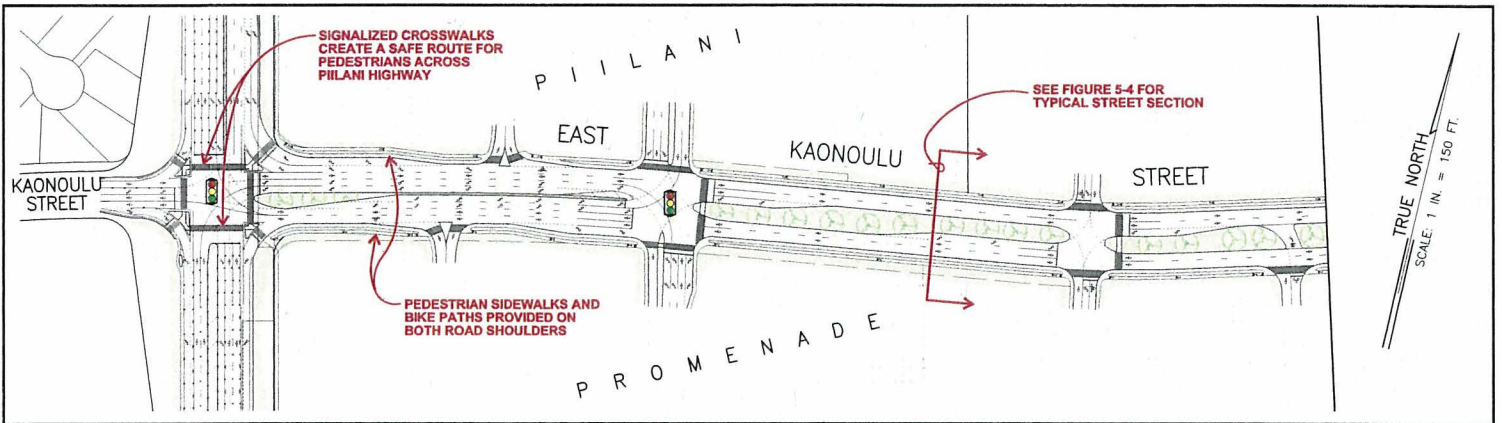 SIGNALIZED CROSSWALKS
CREATE A SAFE ROUTE FOR
PEDESTRIANS ACROSS
PIILANI HIGHWAY
PIILANI
SEE FIGURE 5-4 FOR
TYPICAL STREET SECTION
EAST
KAONOULU
STREET
KAONOULU
STREET
PEDESTRIAN SIDEWALKS AND
BIKE PATHS PROVIDED ON
BOTH ROAD SHOULDERS
PROMENADE
TRUE NORTH
SCALE: 1 IN. = 150 FT.